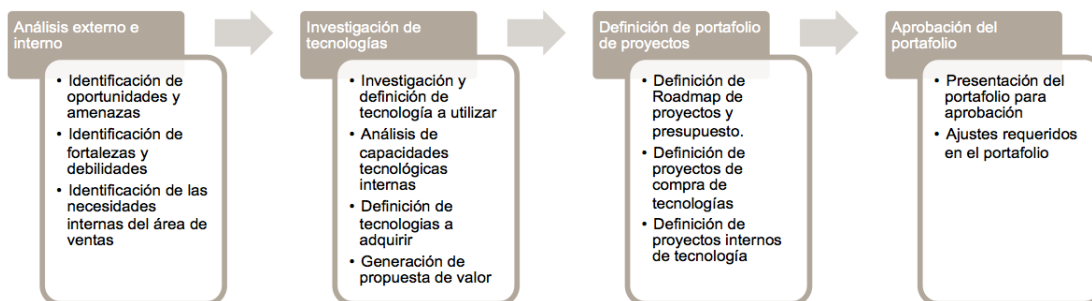 Análisis externo e
interno
• Identificación de
oportunidades y
amenazas
• Identificación de
fortalezas y
debilidades
• Identificación de las
necesidades
internas del área de
ventas
Investigación de
tecnologías
• Investigación y
definición de
tecnología a utilizar
• Análisis de
capacidades
tecnológicas
internas
• Definición de
tecnologias a
adquirir
• Generación de
propuesta de valor
Definición de portafolio
de proyectos
• Definición de
Roadmap de
proyectos y
presupuesto.
• Definición de
proyectos de
compra de
tecnologías
• Definición de
proyectos internos
de tecnología
Aprobación del
portafolio
• Presentación del
portafolio para
aprobación
• Ajustes requeridos
en el portafolio